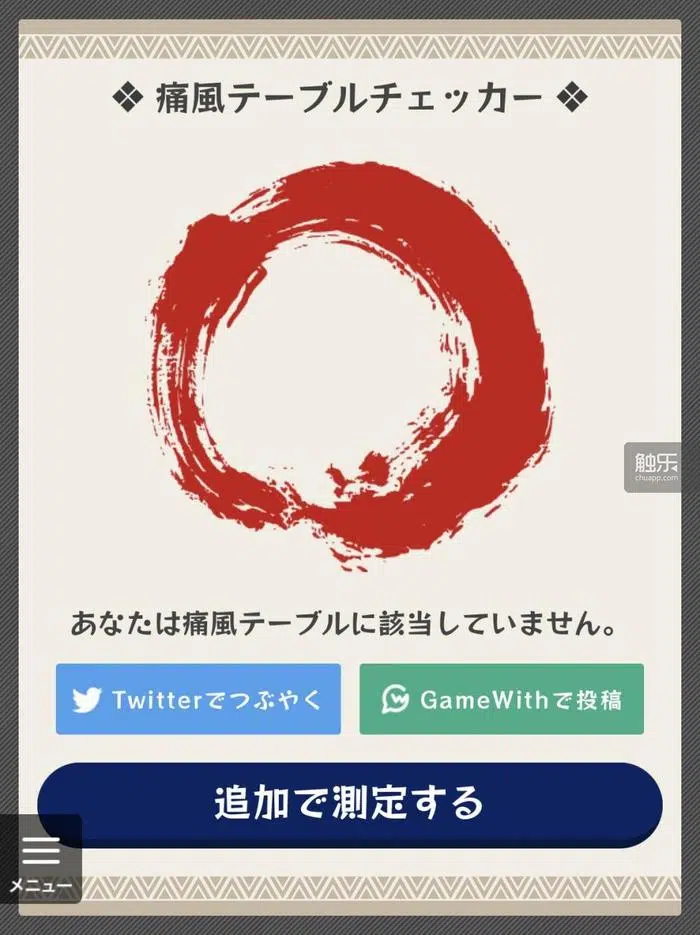 ❖ 痛風テーブルチェッカー ❖
触乐
chuapp.com
あなたは痛風テーブルに該当していません。
Twitterでつぶやく
GameWithで投稿
追加で測定する
メニュー